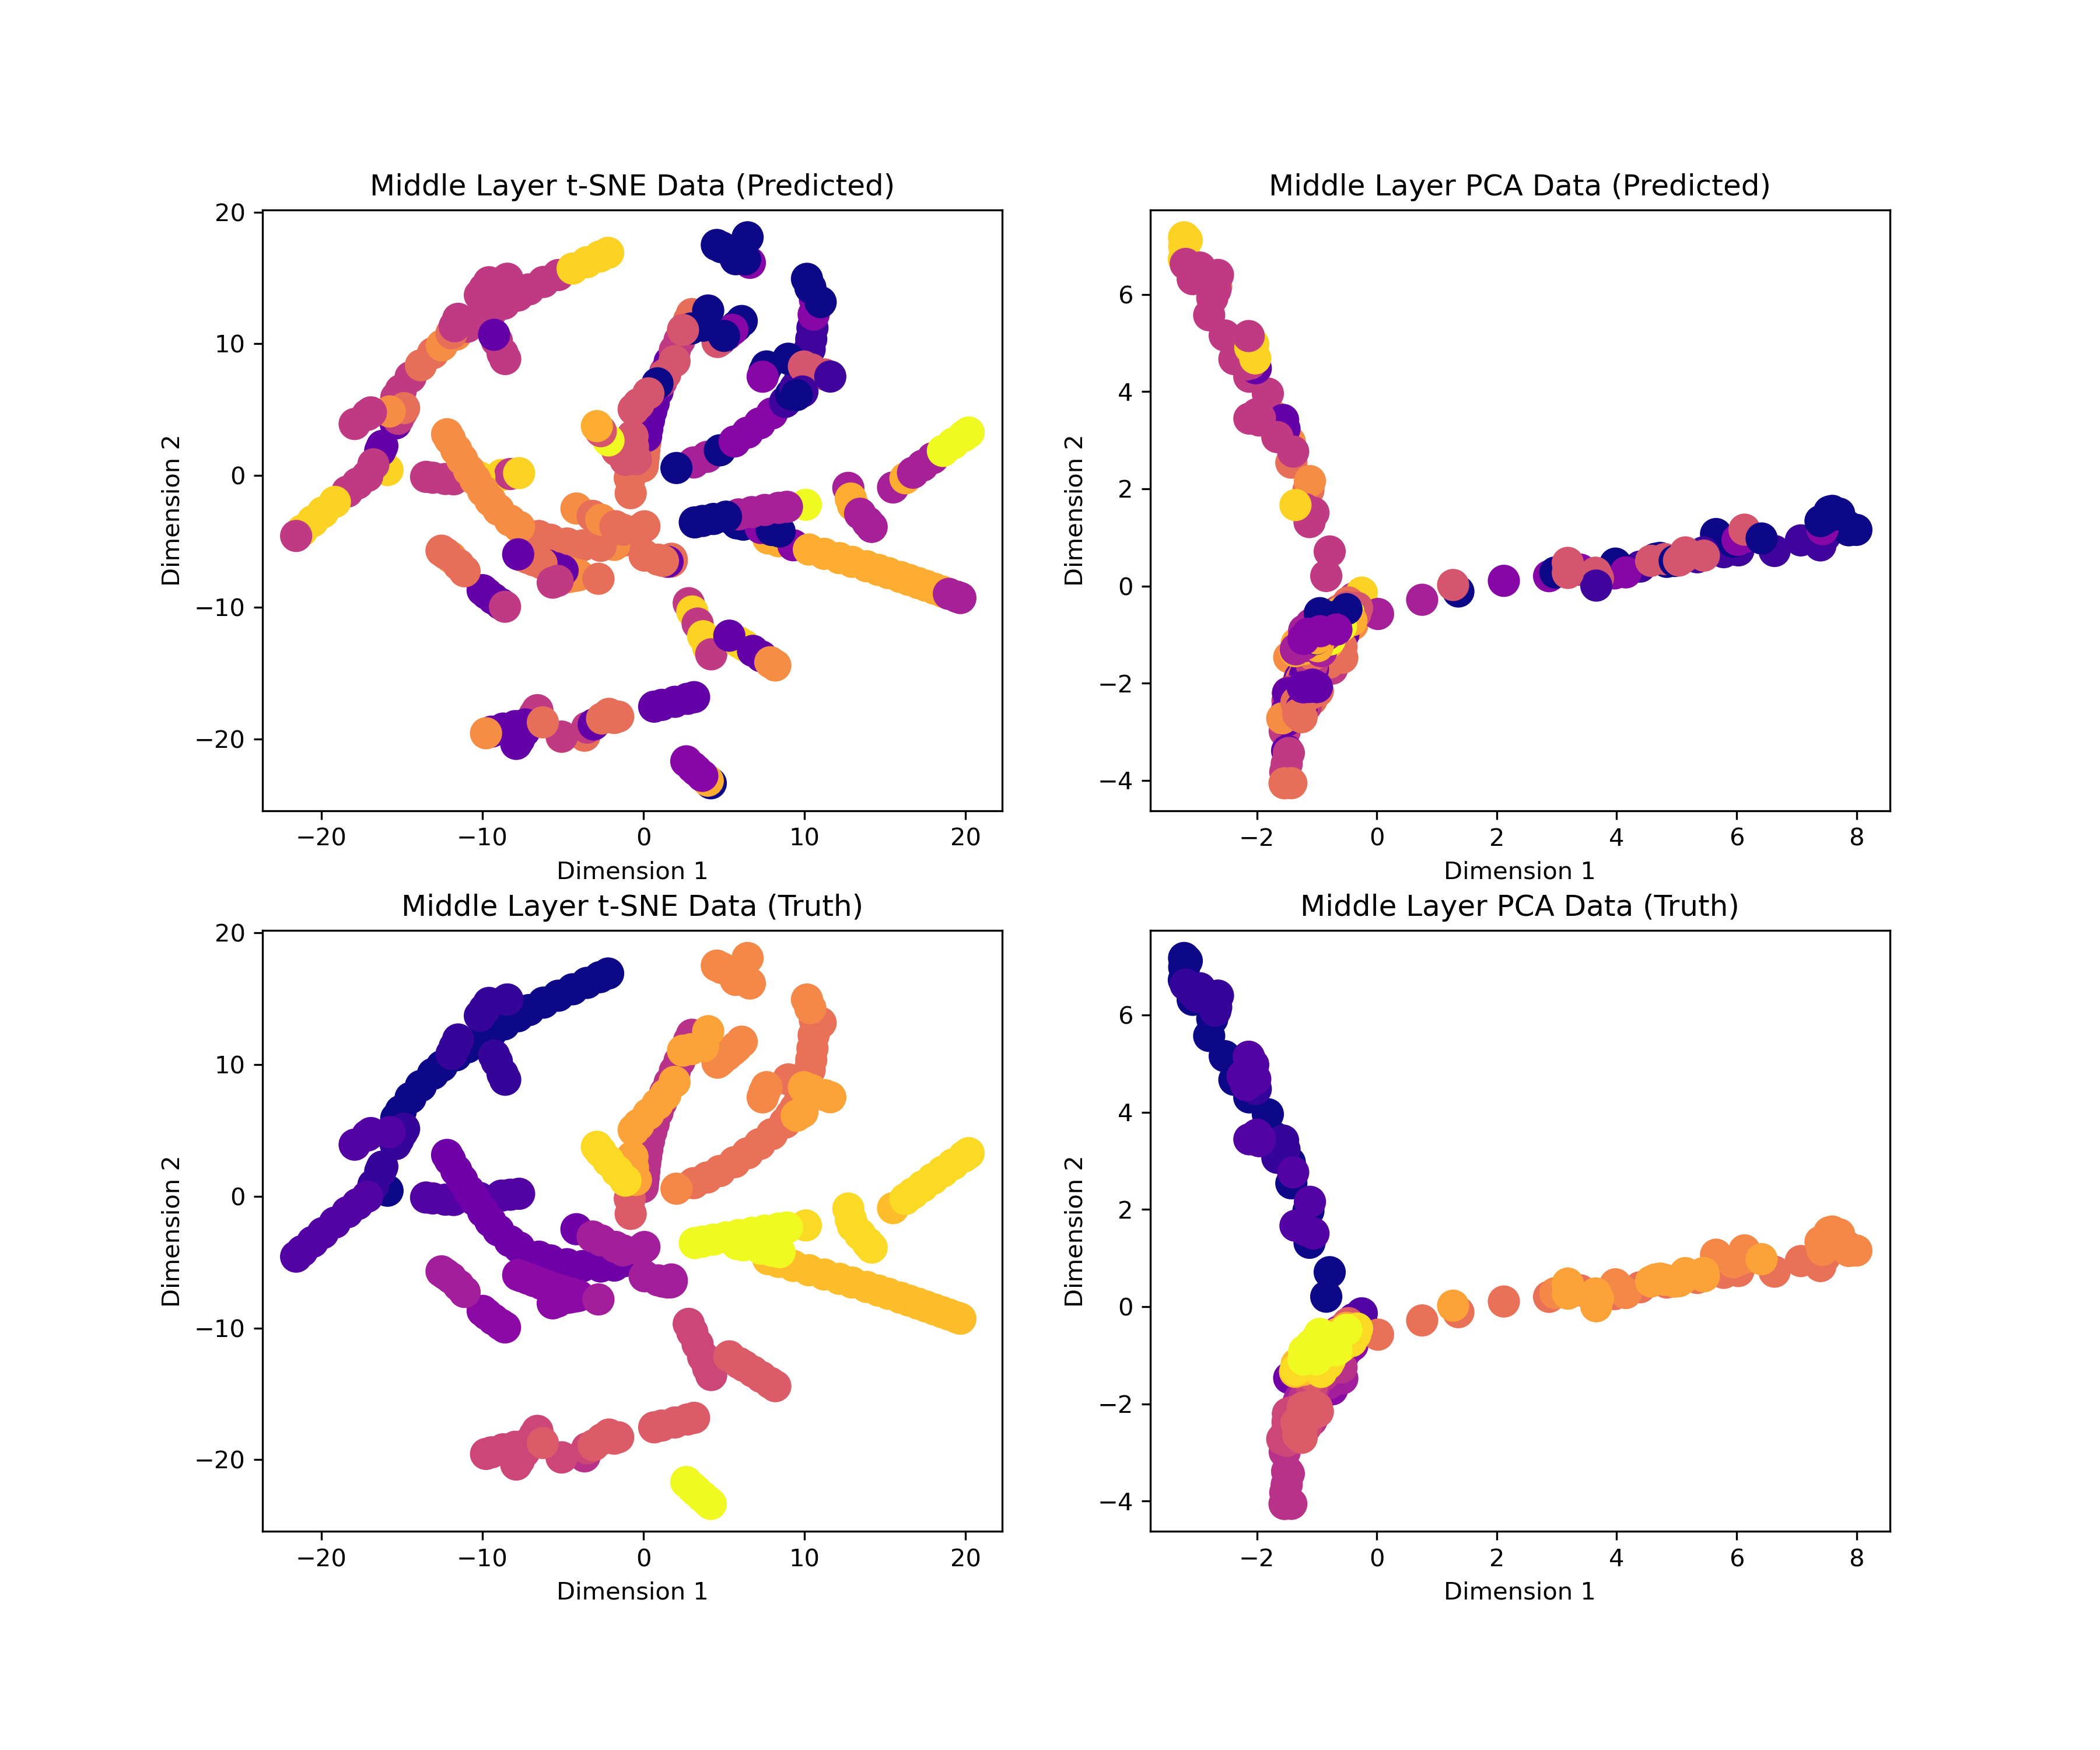 Middle Layer t-SNE Data (Predicted)
20
10
0
−10
−20
Dimension 2
−20 −10 0 10 20
Dimension 1
Middle Layer PCA Data (Predicted)
6
4
2
0
−2
−4
Dimension 2
−2 0 2 4 6 8
Dimension 1
Middle Layer t-SNE Data (Truth)
20
10
0
−10
−20
Dimension 2
−20 −10 0 10 20
Dimension 1
Middle Layer PCA Data (Truth)
6
4
2
0
−2
−4
Dimension 2
−2 0 2 4 6 8
Dimension 1